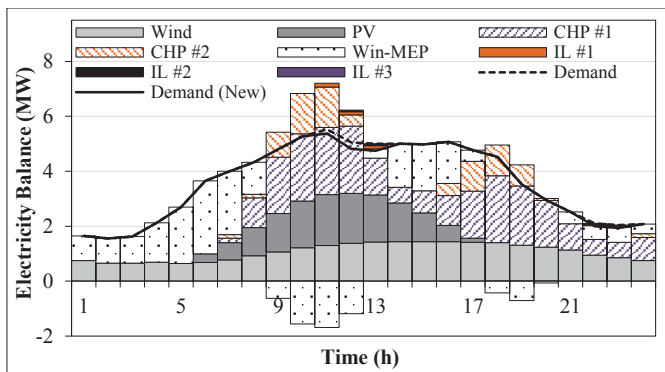 Wind PV CHP #1
CHP #2 Win-MEP IL #1
IL #2 IL #3 Demand
Demand (New)
Electricity Balance (MW)
8
6
4
2
0
-2
1 5 9 13 17 21
Time (h)